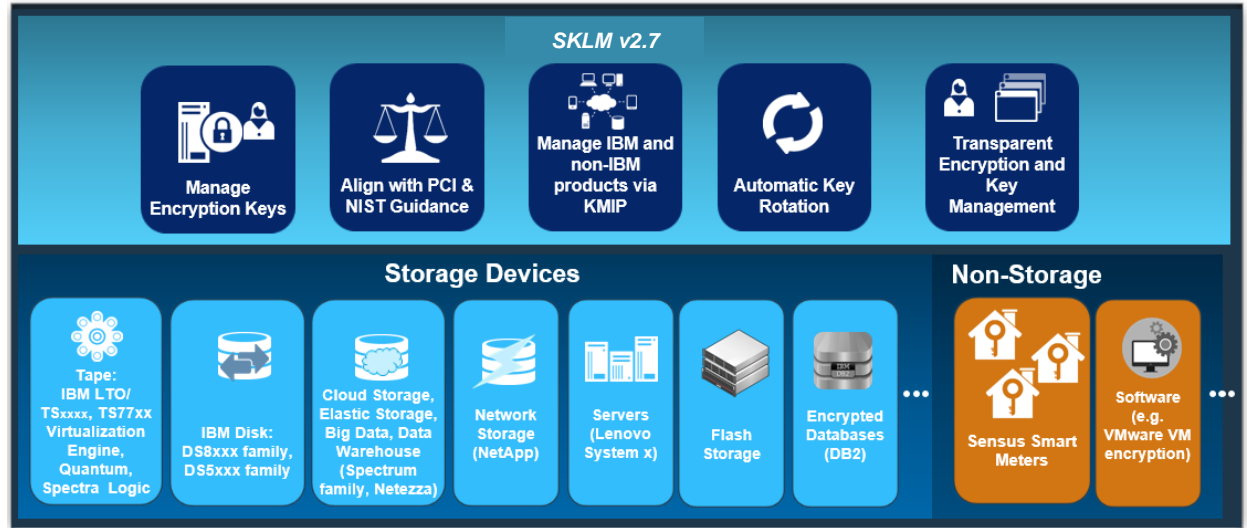 SKLM v2.7
Manage
Encryption Keys
Align with PCI &
NIST Guidance
Manage IBM and
non-IBM
products via
KMIP
Automatic Key
Rotation
Transparent
Encryption and
Key
Management
Storage Devices
Tape:
IBM LTO/
TSxxxx, TS77xx
Virtualization
Engine,
Quantum,
Spectra Logic
IBM Disk:
DS8xxx family,
DS5xxx family
Cloud Storage,
Elastic Storage,
Big Data, Data
Warehouse
(Spectrum
family, Netezza)
Network
Storage
(NetApp)
Servers
(Lenovo
System x)
Flash
Storage
IBM
DB2
Encrypted
Databases
(DB2)
...
Non-Storage
Sensus Smart
Meters
Software
(e.g.
VMware VM
encryption)
...